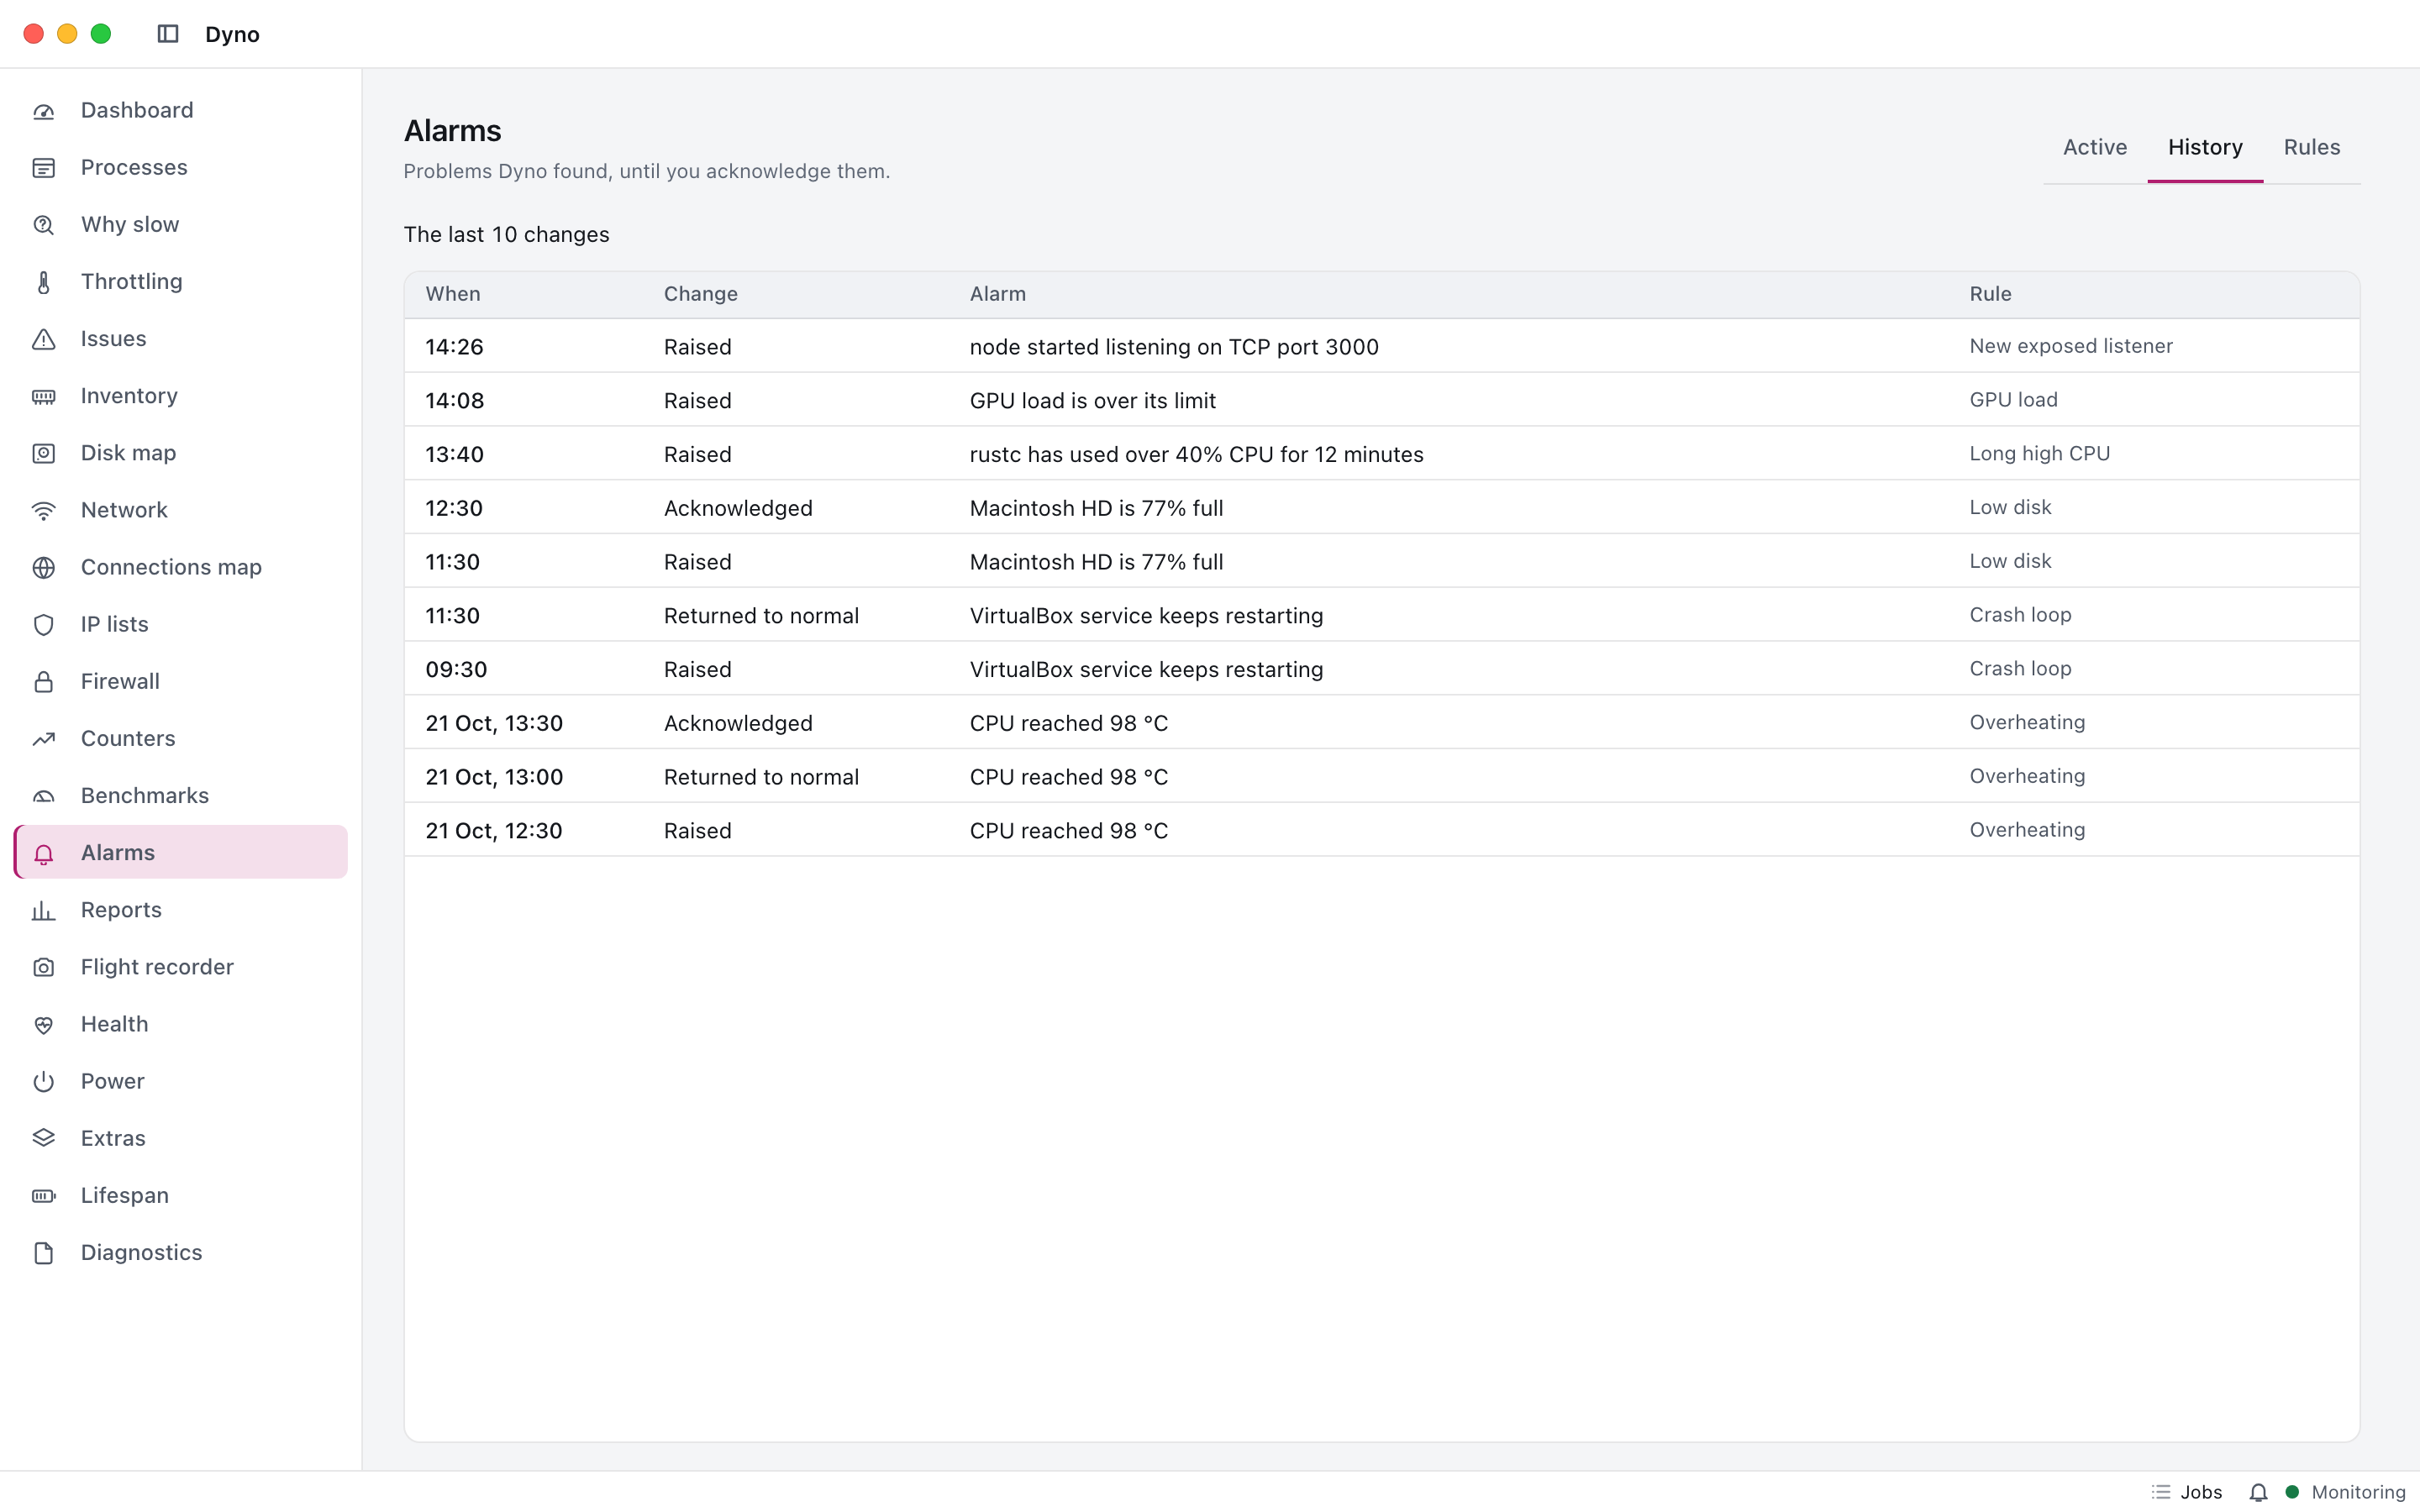 Dyno
Dashboard
Processes
Why slow
Throttling
Issues
Inventory
Disk map
Network
Connections map
IP lists
Firewall
Counters
Benchmarks
Alarms
Reports
Flight recorder
Health
Power
Extras
Lifespan
Diagnostics
Alarms
Problems Dyno found, until you acknowledge them.
Active History Rules
The last 10 changes
When Change Alarm Rule
14:26 Raised node started listening on TCP port 3000 New exposed listener
14:08 Raised GPU load is over its limit GPU load
13:40 Raised rustc has used over 40% CPU for 12 minutes Long high CPU
12:30 Acknowledged Macintosh HD is 77% full Low disk
11:30 Raised Macintosh HD is 77% full Low disk
11:30 Returned to normal VirtualBox service keeps restarting Crash loop
09:30 Raised VirtualBox service keeps restarting Crash loop
21 Oct, 13:30 Acknowledged CPU reached 98 °C Overheating
21 Oct, 13:00 Returned to normal CPU reached 98 °C Overheating
21 Oct, 12:30 Raised CPU reached 98 °C Overheating
Jobs Monitoring